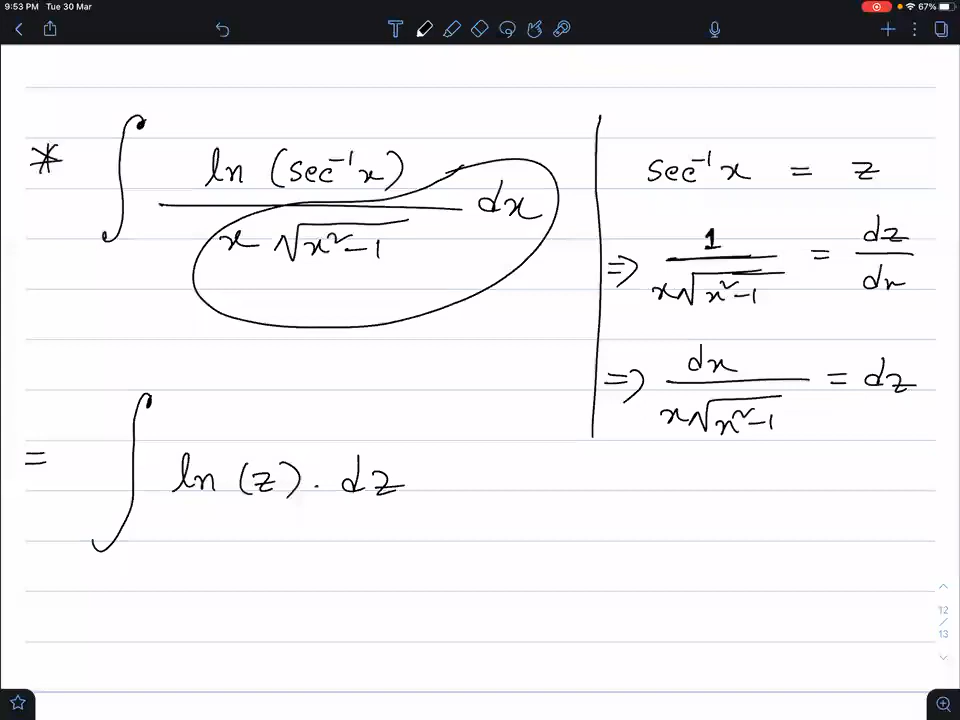 9:53 PM Tue 30 Mar
67%
T
* ∫ ln (sec⁻¹x) / x √x²-1 dx
sec⁻¹x = z
⇒ 1 / x√x²-1 = dz / dx
⇒ dx / x√x²-1 = dz
= ∫ ln (z) . dz
12
/
13